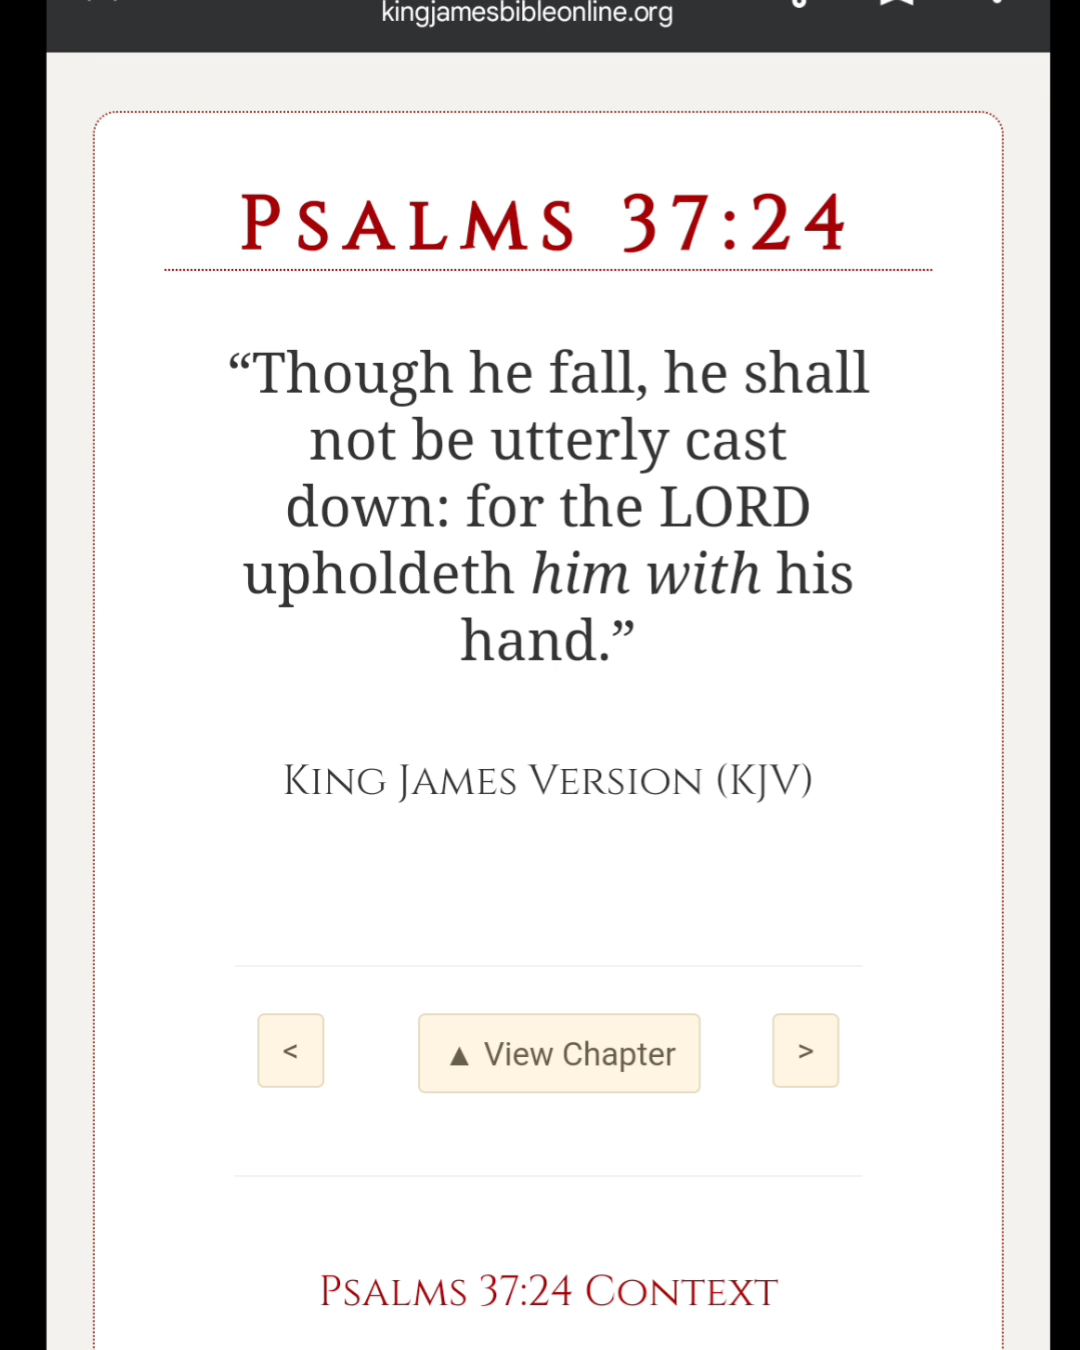 kingjamesbibleonline.org
Psalms 37:24
“Though he fall, he shall
not be utterly cast
down: for the LORD
upholdeth him with his
hand.”
King James Version (KJV)
<
▲ View Chapter
>
Psalms 37:24 Context